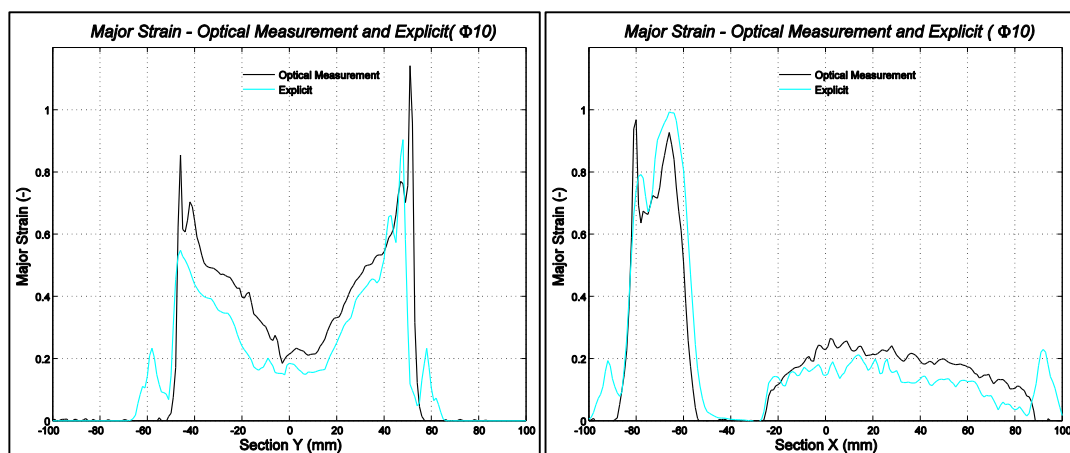 Major Strain - Optical Measurement and Explicit( Φ10)
Optical Measurement
Explicit
1
0.8
0.6
0.4
0.2
0
Major Strain (-)
-100 -80 -60 -40 -20 0 20 40 60 80 100
Section Y (mm)
Major Strain - Optical Measurement and Explicit ( Φ10)
Optical Measurement
Explicit
1
0.8
0.6
0.4
0.2
0
Major Strain (-)
-100 -80 -60 -40 -20 0 20 40 60 80 100
Section X (mm)